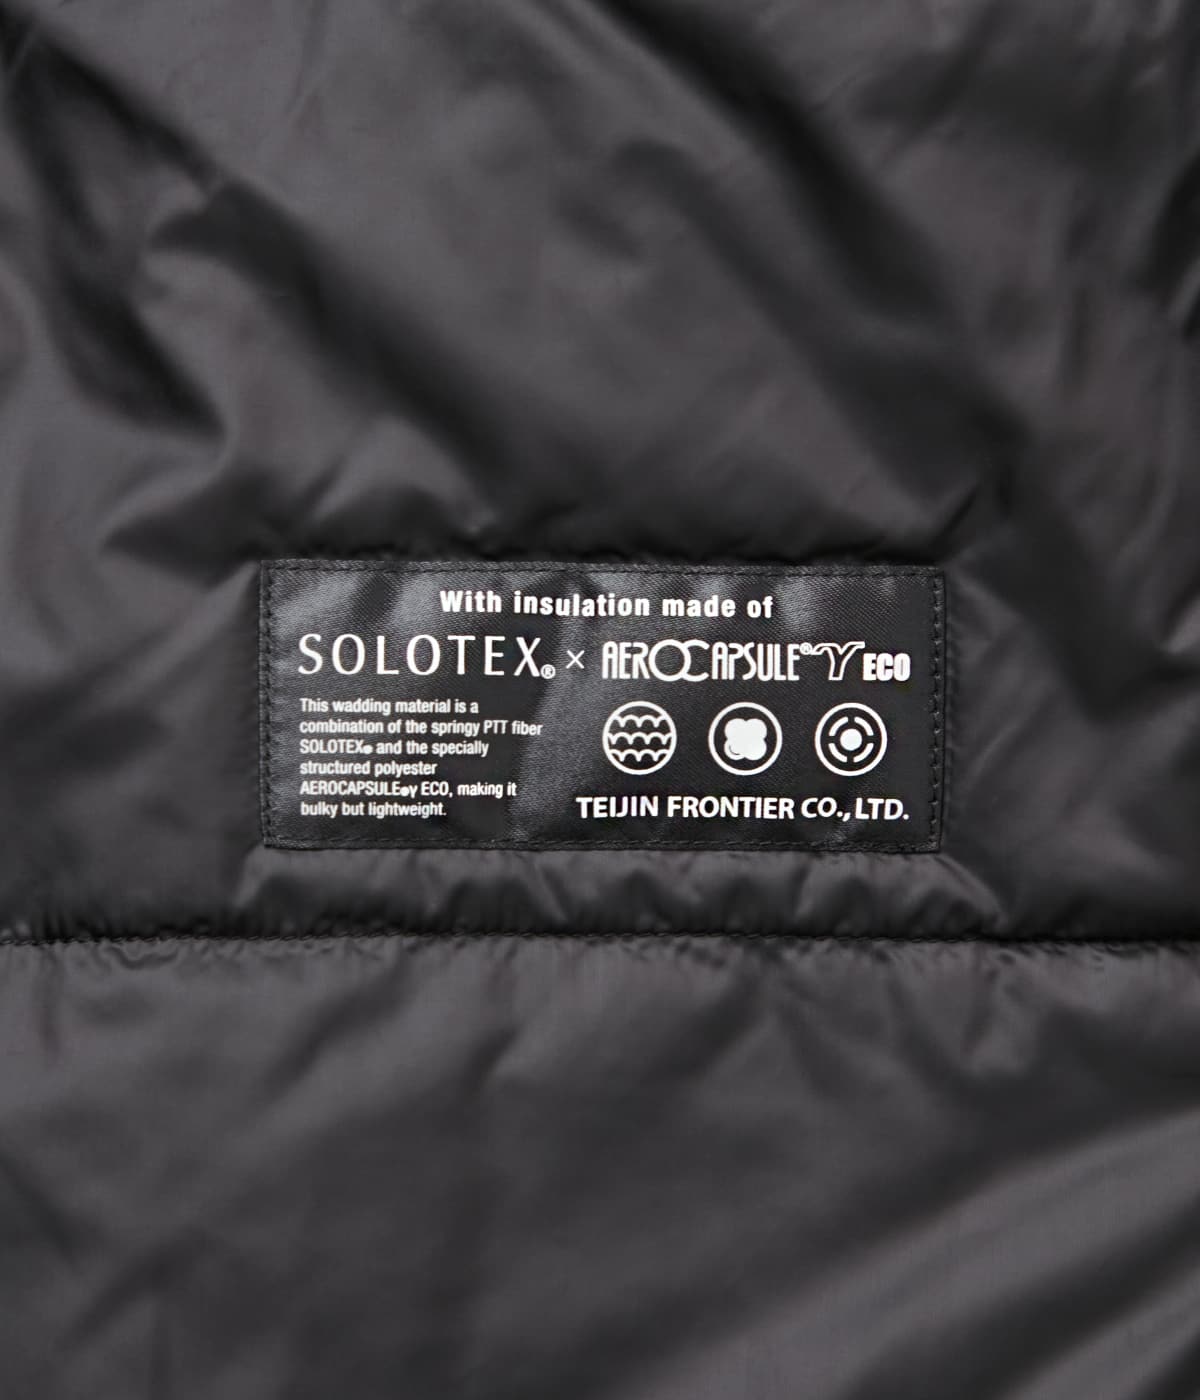 With insulation made of
SOLOTEX® × AEROCAPSULE®Y ECO
This wadding material is a
combination of the springy PTT fiber
SOLOTEX® and the specially
structured polyester
AEROCAPSULE®Y ECO, making it
bulky but lightweight.
TEIJIN FRONTIER CO., LTD.